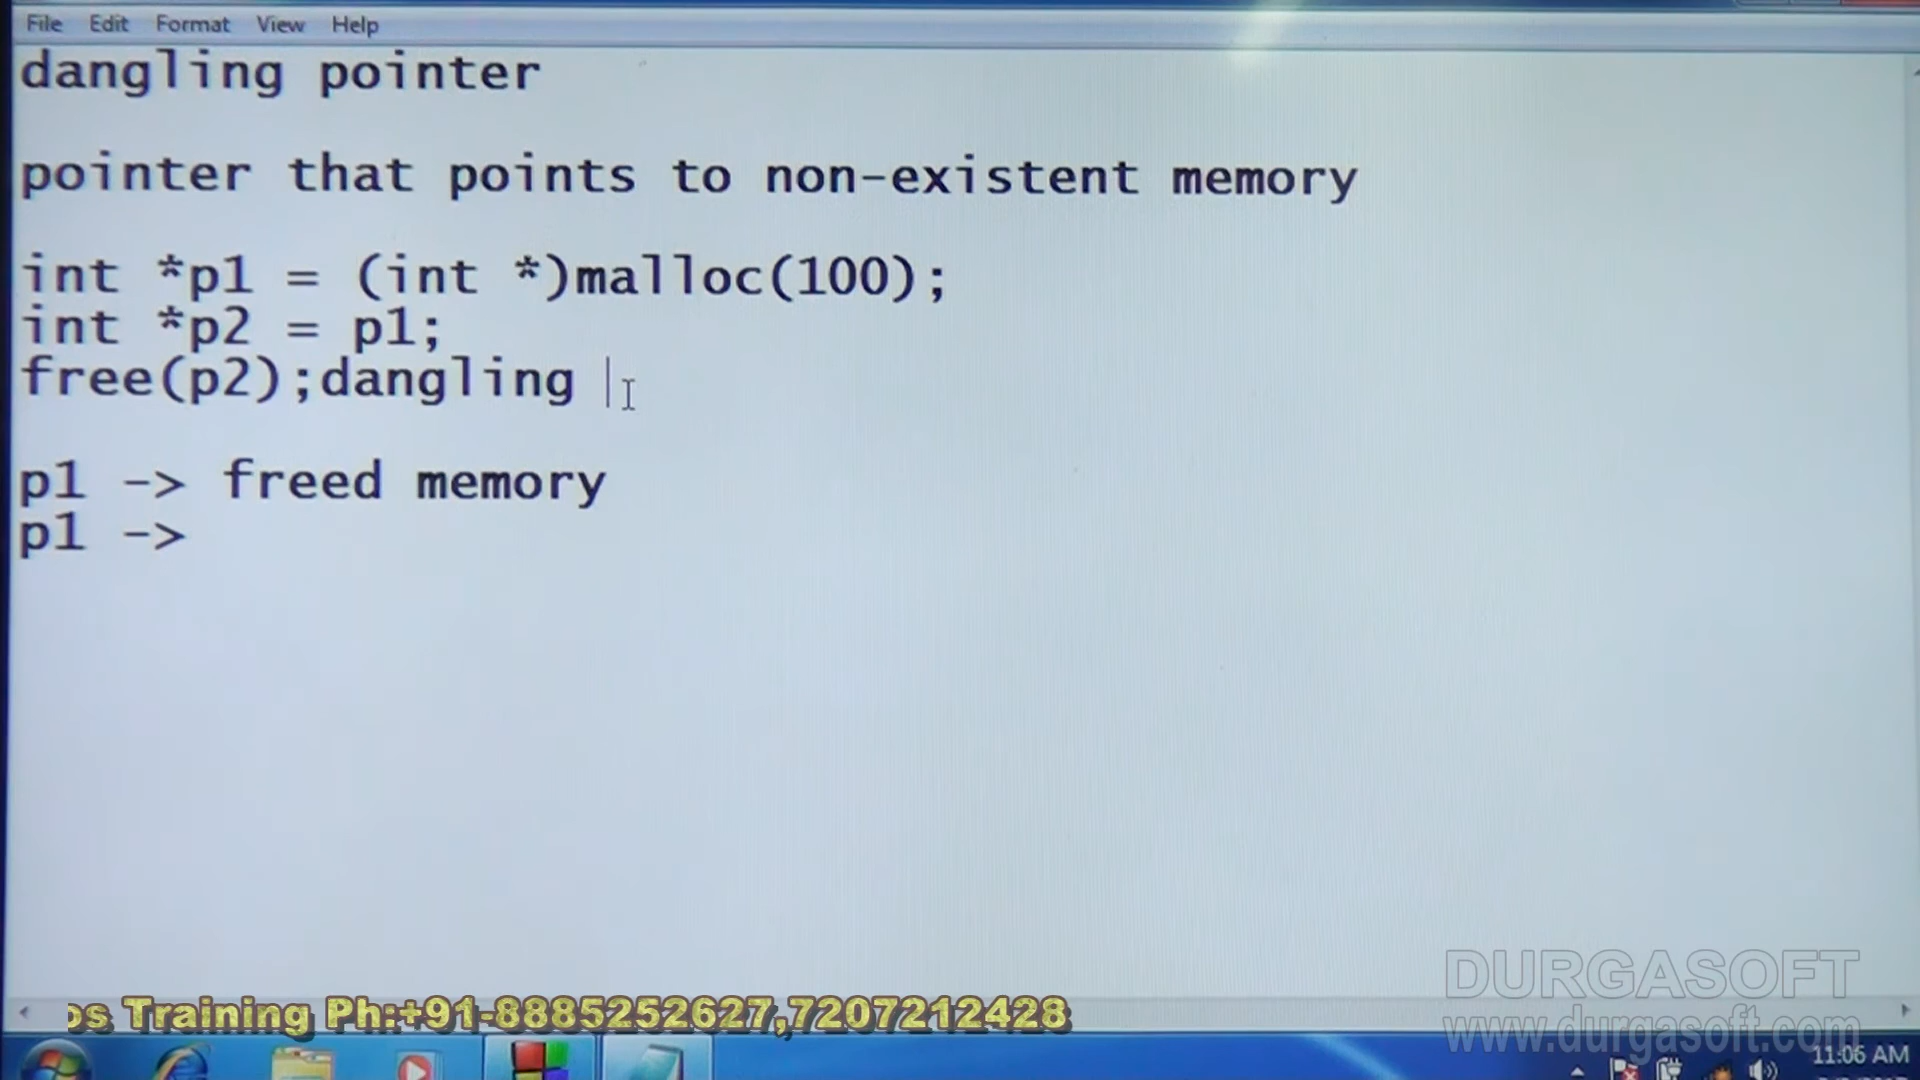 File Edit Format View Help
dangling pointer
pointer that points to non-existent memory
int *p1 = (int *)malloc(100);
int *p2 = p1;
free(p2);dangling
p1 -> freed memory
p1 ->
DURGASOFT
os Training Ph:+91-8885252627,7207212428
www.durgasoft.com
11:06 AM